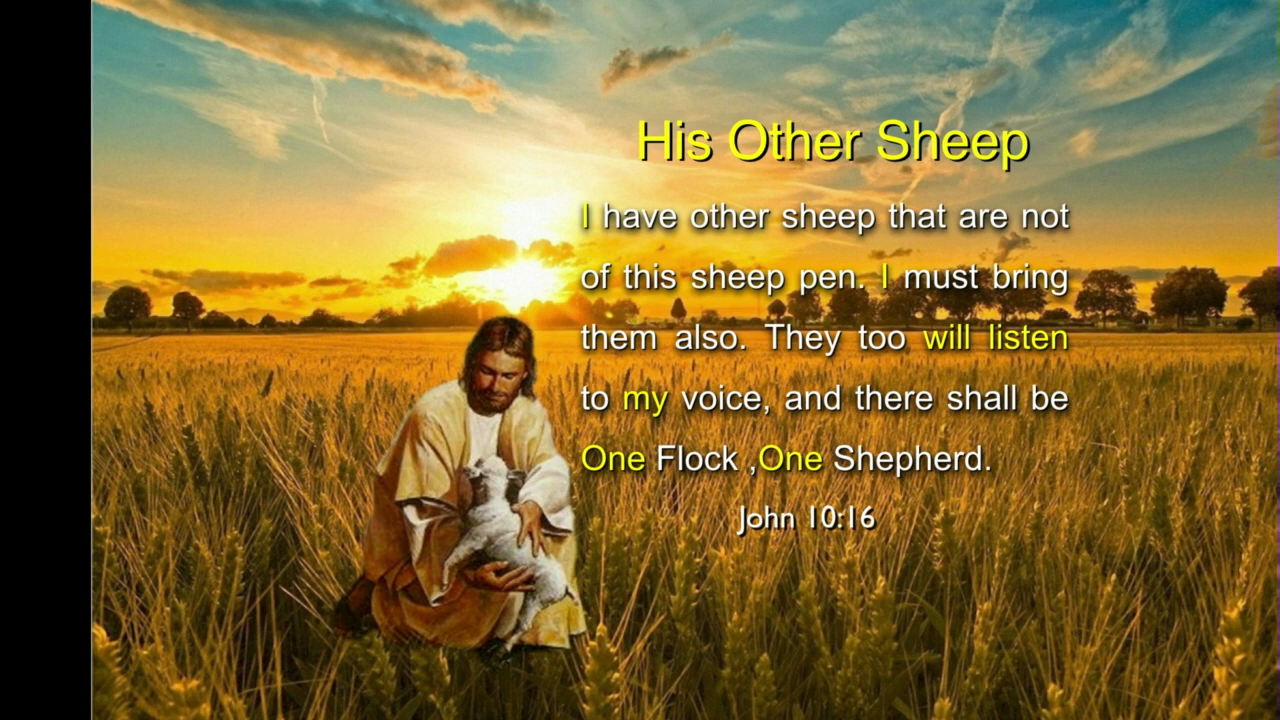 His Other Sheep
I have other sheep that are not
of this sheep pen. I must bring
them also. They too will listen
to my voice, and there shall be
One Flock ,One Shepherd.
John 10:16